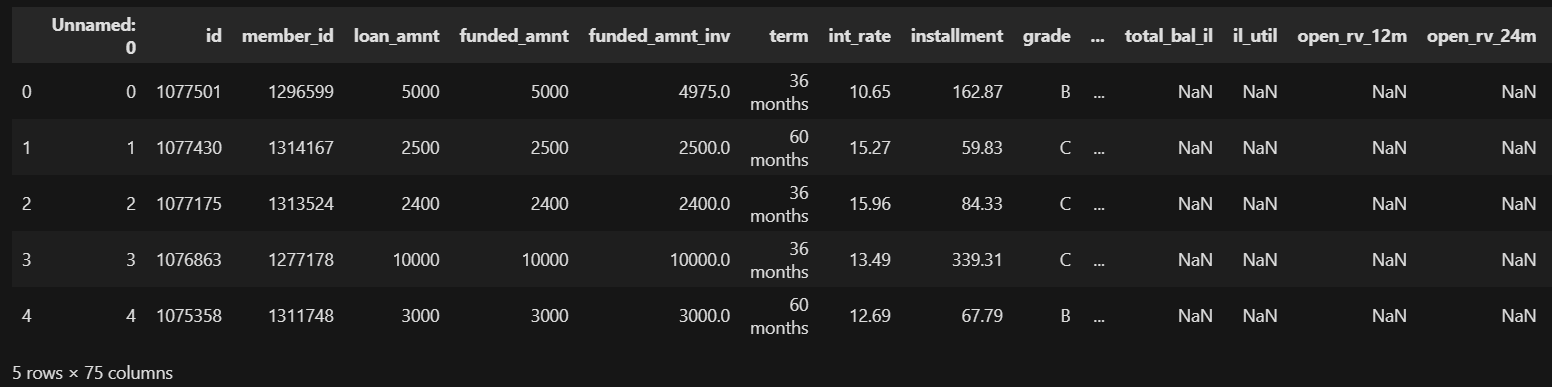 Unnamed: 0 id member_id loan_amnt funded_amnt funded_amnt_inv term int_rate installment grade ... total_bal_il il_util open_rv_12m open_rv_24m
0 0 1077501 1296599 5000 5000 4975.0 36 months 10.65 162.87 B ... NaN NaN NaN NaN
1 1 1077430 1314167 2500 2500 2500.0 60 months 15.27 59.83 C ... NaN NaN NaN NaN
2 2 1077175 1313524 2400 2400 2400.0 36 months 15.96 84.33 C ... NaN NaN NaN NaN
3 3 1076863 1277178 10000 10000 10000.0 36 months 13.49 339.31 C ... NaN NaN NaN NaN
4 4 1075358 1311748 3000 3000 3000.0 60 months 12.69 67.79 B ... NaN NaN NaN NaN
5 rows × 75 columns